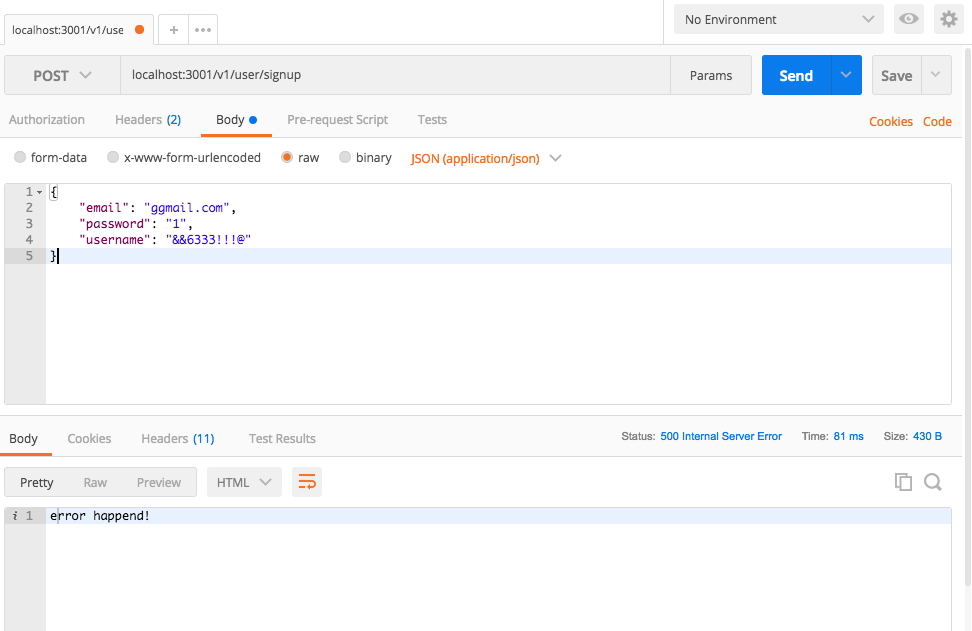 localhost:3001/v1/use
+
•••
No Environment
POST
localhost:3001/v1/user/signup
Params
Send
Save
Authorization
Headers (2)
Body
Pre-request Script
Tests
Cookies
Code
form-data
x-www-form-urlencoded
raw
binary
JSON (application/json)
1 {
2 "email": "ggmail.com",
3 "password": "1",
4 "username": "&&6333!!!@"
5 }
Body
Cookies
Headers (11)
Test Results
Status: 500 Internal Server Error
Time: 81 ms
Size: 430 B
Pretty
Raw
Preview
HTML
i 1 error happend!